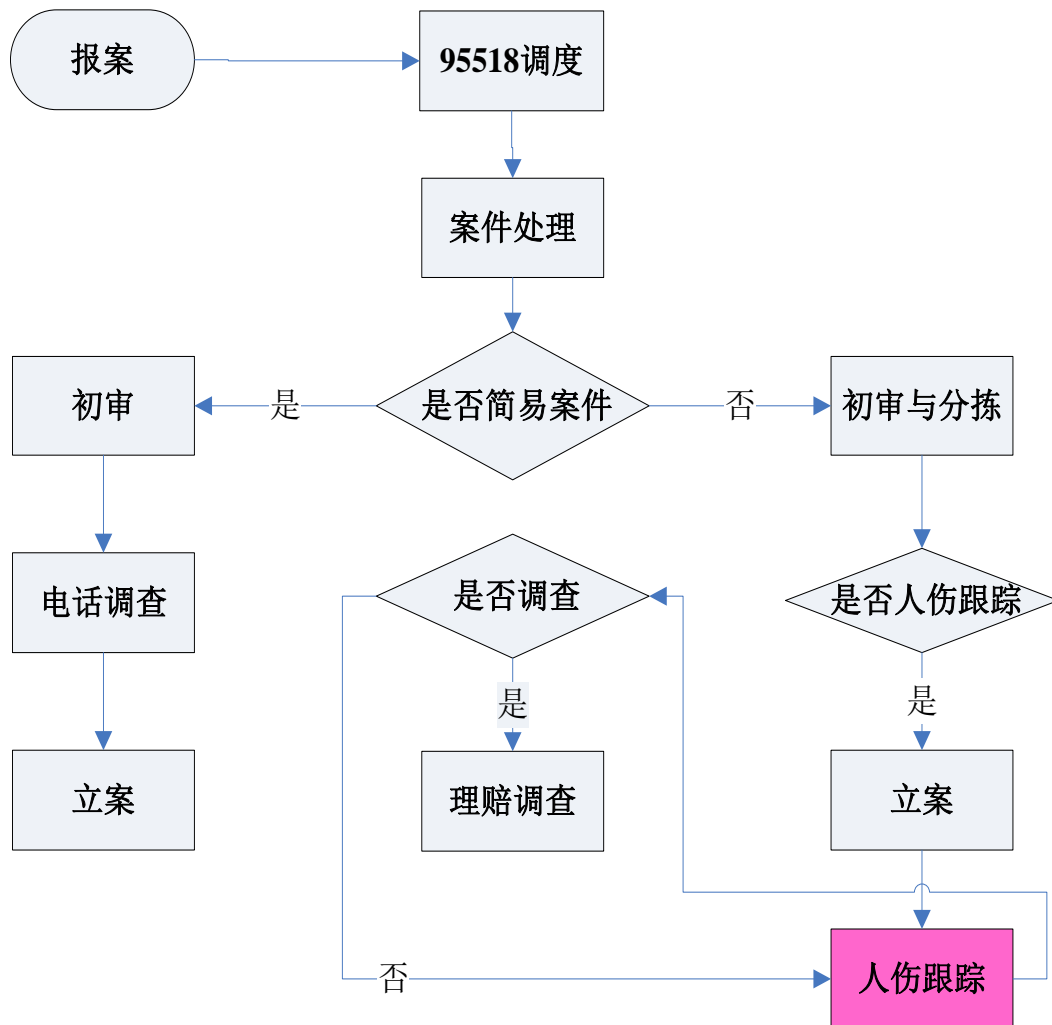 报案
95518调度
案件处理
初审
是
是否简易案件
否
初审与分拣
电话调查
是否调查
是否人伤跟踪
是
是
立案
理赔调查
立案
否
人伤跟踪